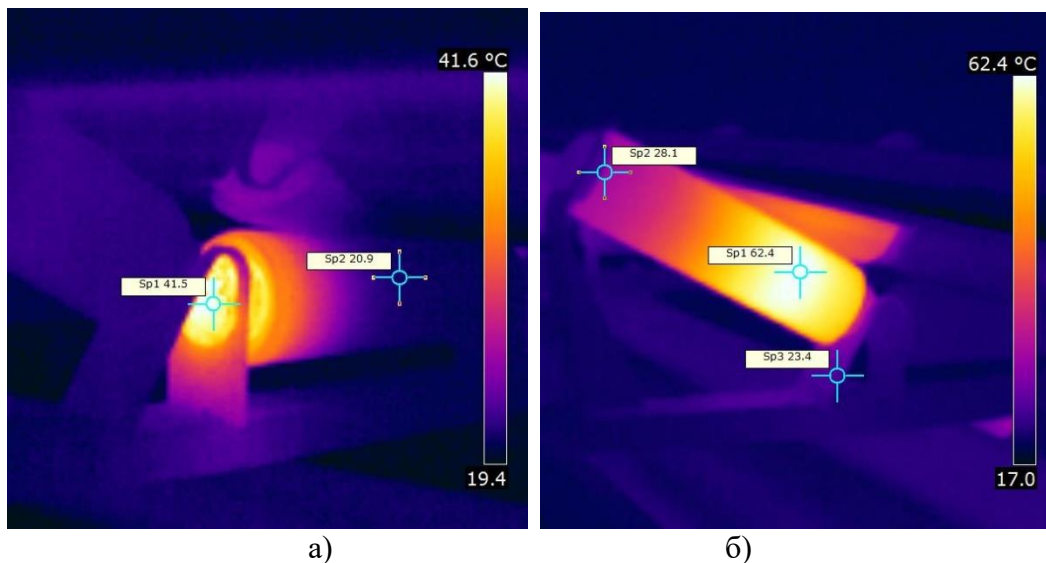 41.6 °C
Sp2 20.9
Sp1 41.5
19.4
62.4 °C
Sp2 28.1
Sp1 62.4
Sp3 23.4
17.0
а)
б)